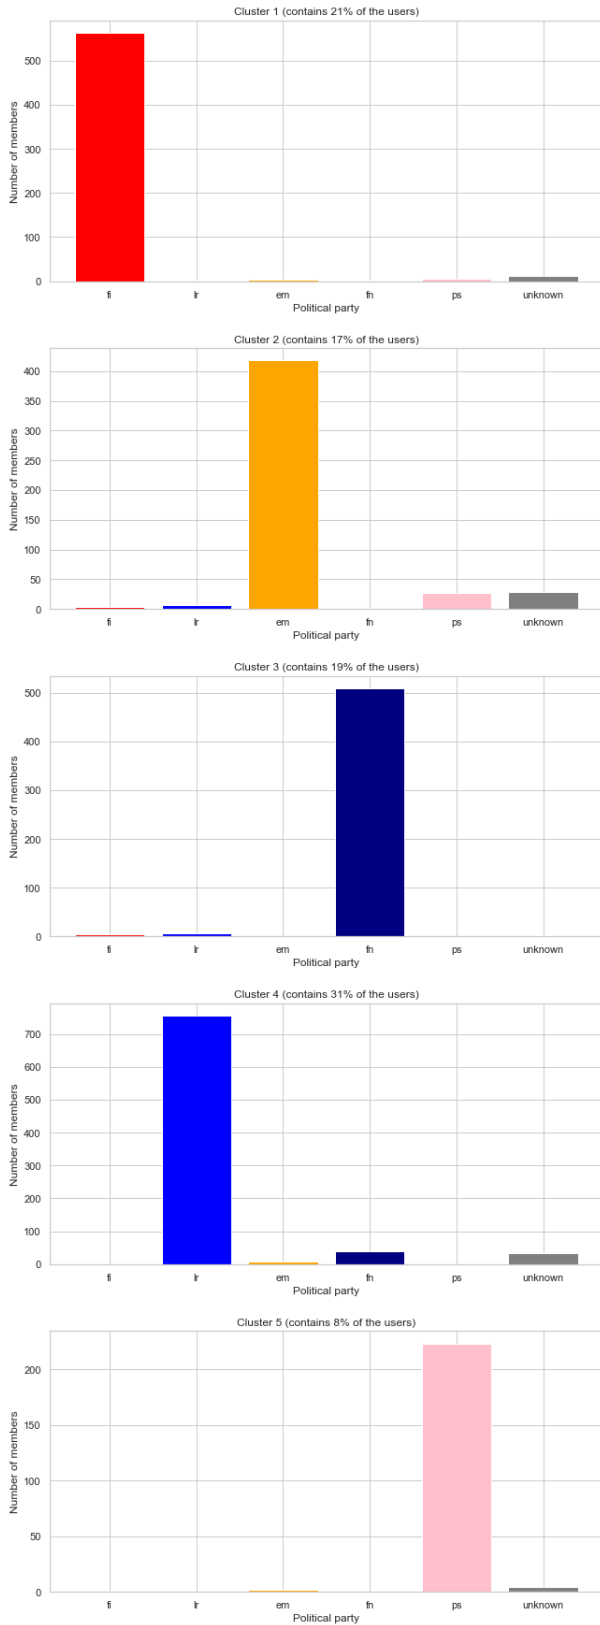 Cluster 1 (contains 21% of the users)
500
400
300
200
100
0
Number of members
fi lr em fn ps unknown
Political party
Cluster 2 (contains 17% of the users)
400
350
300
250
200
150
100
50
0
Number of members
fi lr em fn ps unknown
Political party
Cluster 3 (contains 19% of the users)
500
400
300
200
100
0
Number of members
fi lr em fn ps unknown
Political party
Cluster 4 (contains 31% of the users)
700
600
500
400
300
200
100
0
Number of members
fi lr em fn ps unknown
Political party
Cluster 5 (contains 8% of the users)
200
150
100
50
0
Number of members
fi lr em fn ps unknown
Political party